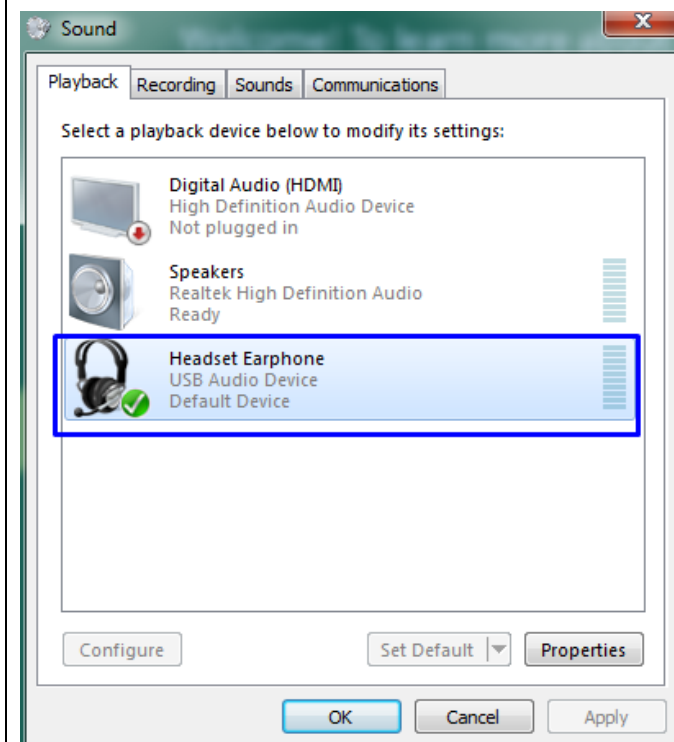 Sound
Playback Recording Sounds Communications
Select a playback device below to modify its settings:
Digital Audio (HDMI)
High Definition Audio Device
Not plugged in
Speakers
Realtek High Definition Audio
Ready
Headset Earphone
USB Audio Device
Default Device
Configure Set Default Properties
OK Cancel Apply